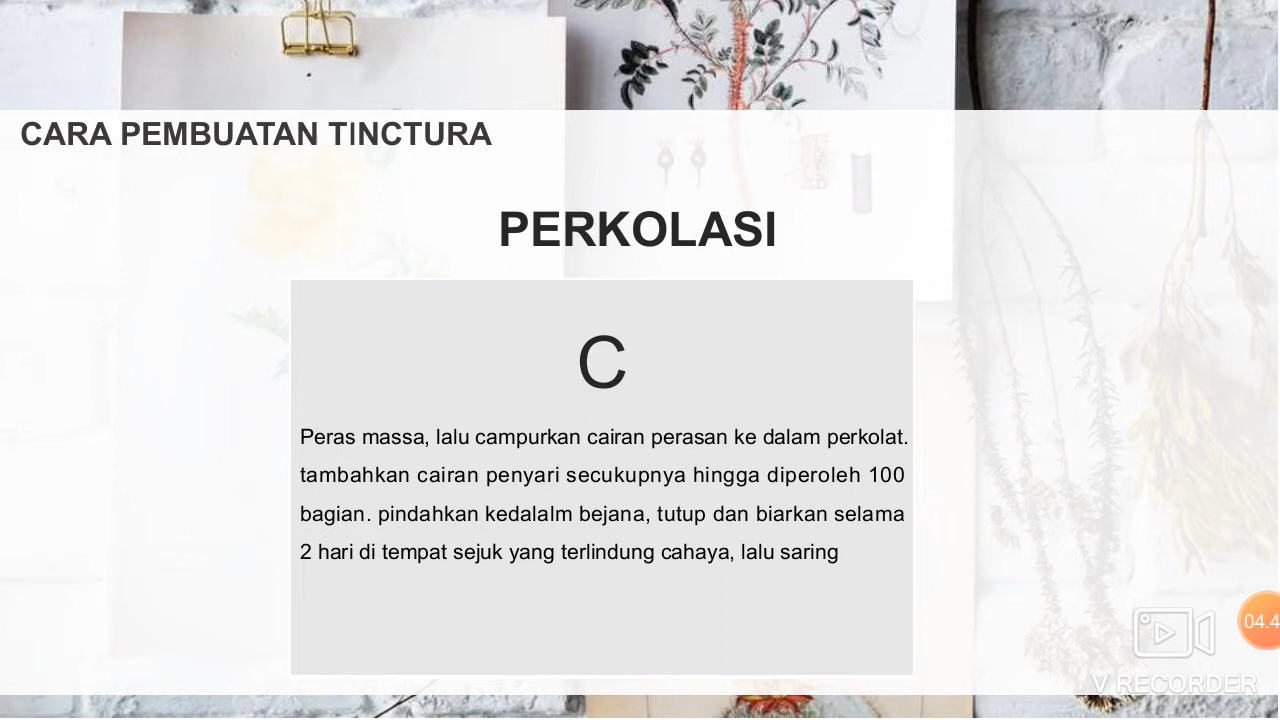 CARA PEMBUATAN TINCTURA
PERKOLASI
C
Peras massa, lalu campurkan cairan perasan ke dalam perkolat.
tambahkan cairan penyari secukupnya hingga diperoleh 100
bagian. pindahkan kedalalm bejana, tutup dan biarkan selama
2 hari di tempat sejuk yang terlindung cahaya, lalu saring
04.4
V RECORDER